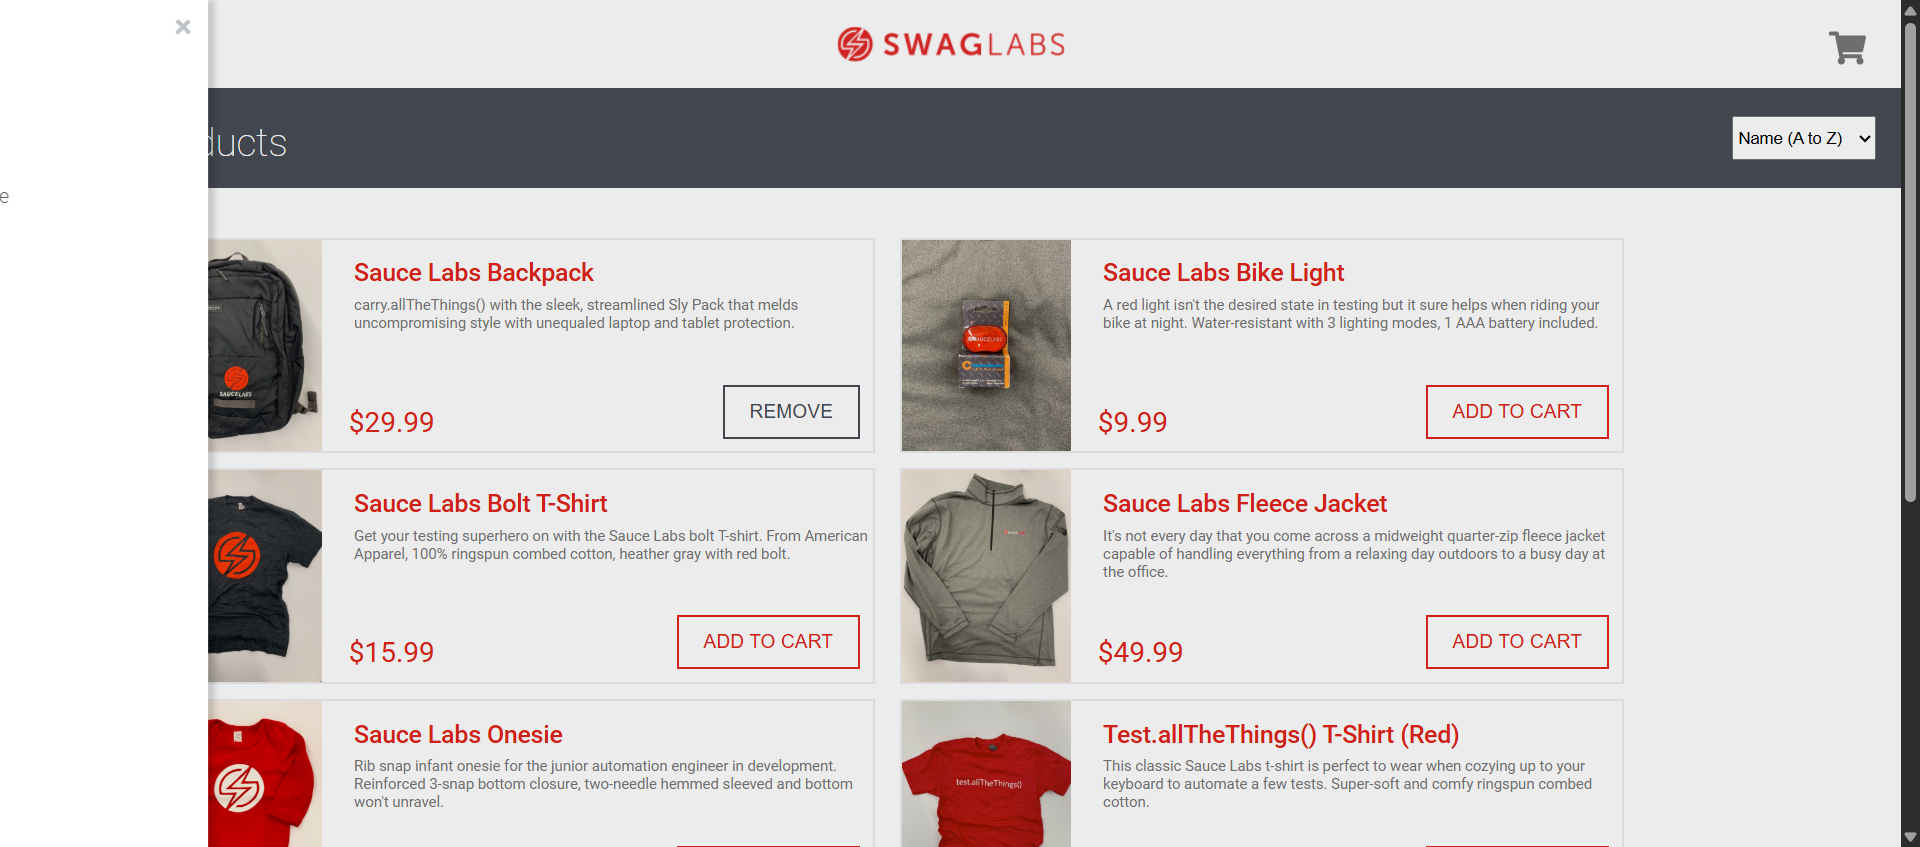 ×
SWAGLABS
ducts
Name (A to Z)
e
Sauce Labs Backpack
carry.allTheThings() with the sleek, streamlined Sly Pack that melds
uncompromising style with unequaled laptop and tablet protection.
$29.99
REMOVE
SAUCELABS
Sauce Labs Bike Light
A red light isn't the desired state in testing but it sure helps when riding your
bike at night. Water-resistant with 3 lighting modes, 1 AAA battery included.
$9.99
ADD TO CART
SAUCELABS
Sauce Labs Bolt T-Shirt
Get your testing superhero on with the Sauce Labs bolt T-shirt. From American
Apparel, 100% ringspun combed cotton, heather gray with red bolt.
$15.99
ADD TO CART
Sauce Labs Fleece Jacket
It's not every day that you come across a midweight quarter-zip fleece jacket
capable of handling everything from a relaxing day outdoors to a busy day at
the office.
$49.99
ADD TO CART
Sauce Labs Onesie
Rib snap infant onesie for the junior automation engineer in development.
Reinforced 3-snap bottom closure, two-needle hemmed sleeved and bottom
won't unravel.
Test.allTheThings() T-Shirt (Red)
This classic Sauce Labs t-shirt is perfect to wear when cozying up to your
keyboard to automate a few tests. Super-soft and comfy ringspun combed
cotton.
test.allTheThings()